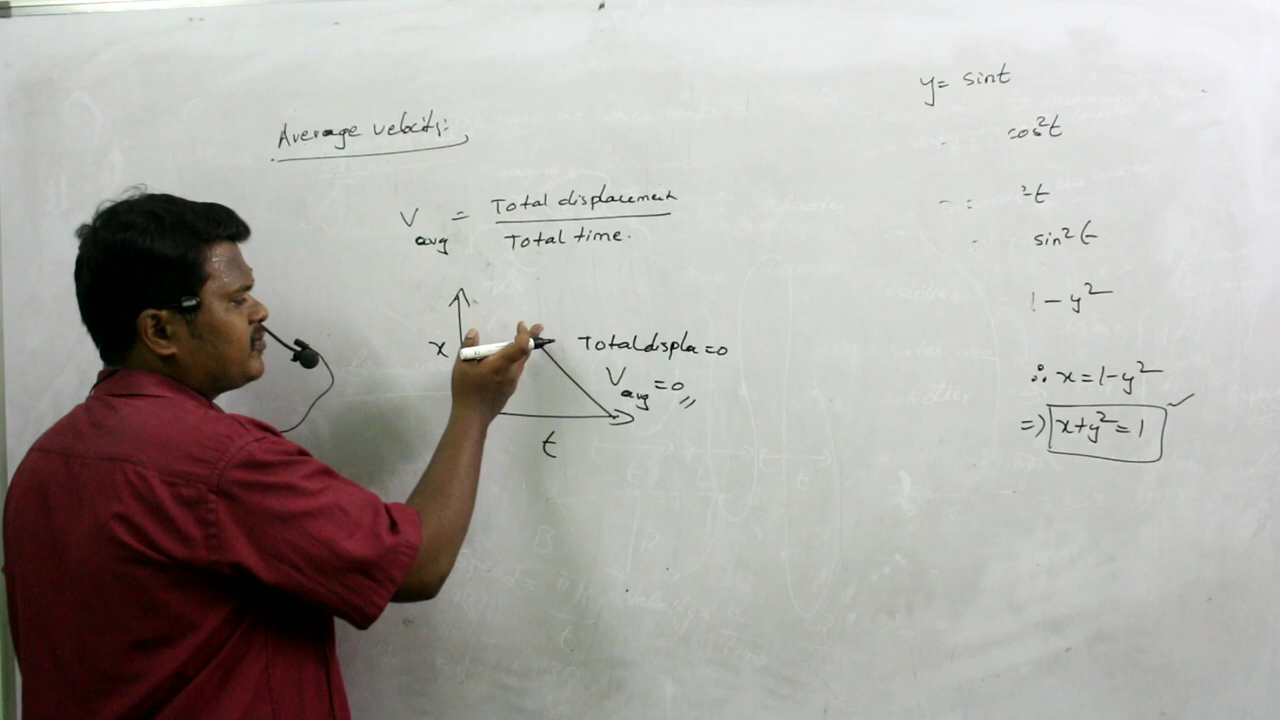 Average velocity:
V avg = Total displacement
Total time.
x
Total displa = 0
V avg = 0,,
t
y = sint
cos²t
²t
sin²t
1 - y²
∴ x = 1 - y²
=) x + y² = 1 ✓